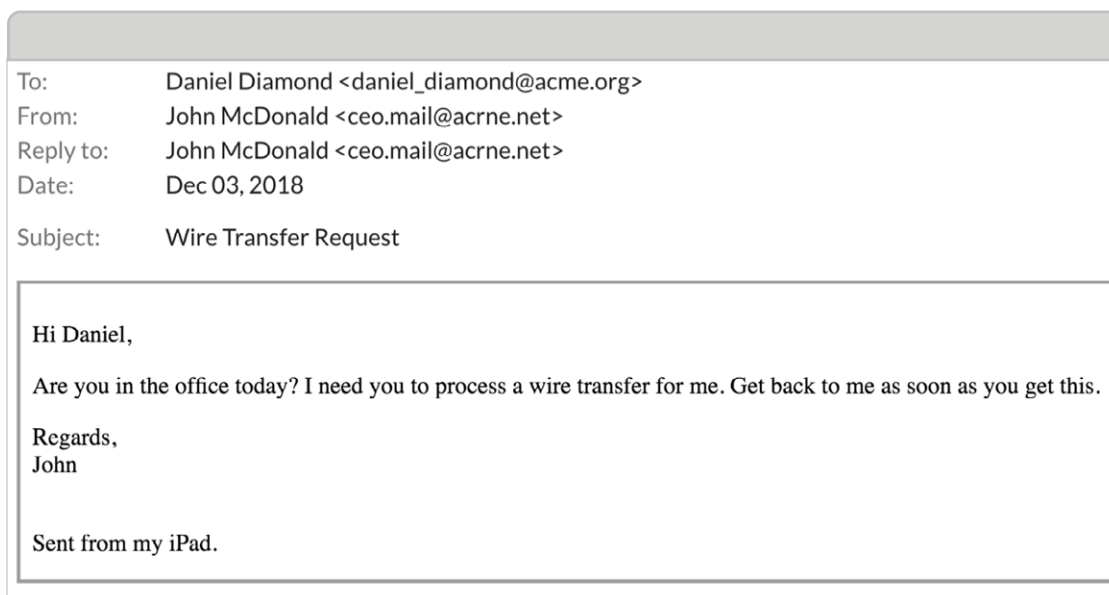 To: Daniel Diamond <daniel_diamond@acme.org>
From: John McDonald <ceo.mail@acrne.net>
Reply to: John McDonald <ceo.mail@acrne.net>
Date: Dec 03, 2018
Subject: Wire Transfer Request
Hi Daniel,
Are you in the office today? I need you to process a wire transfer for me. Get back to me as soon as you get this.
Regards,
John
Sent from my iPad.